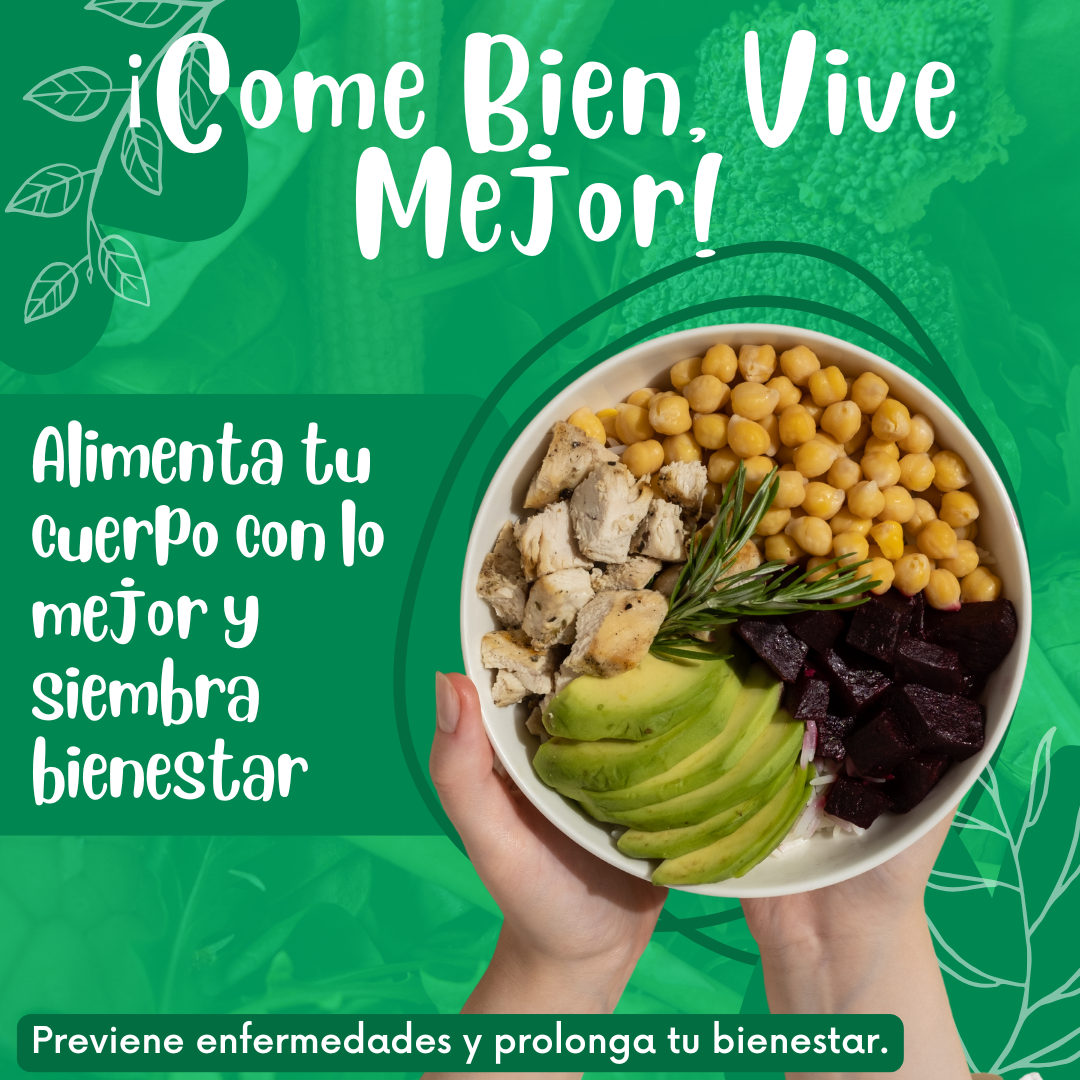 ¡Come Bien, Vive
Mejor!
Alimenta tu
cuerpo con lo
mejor y
siembra
bienestar
Previene enfermedades y prolonga tu bienestar.